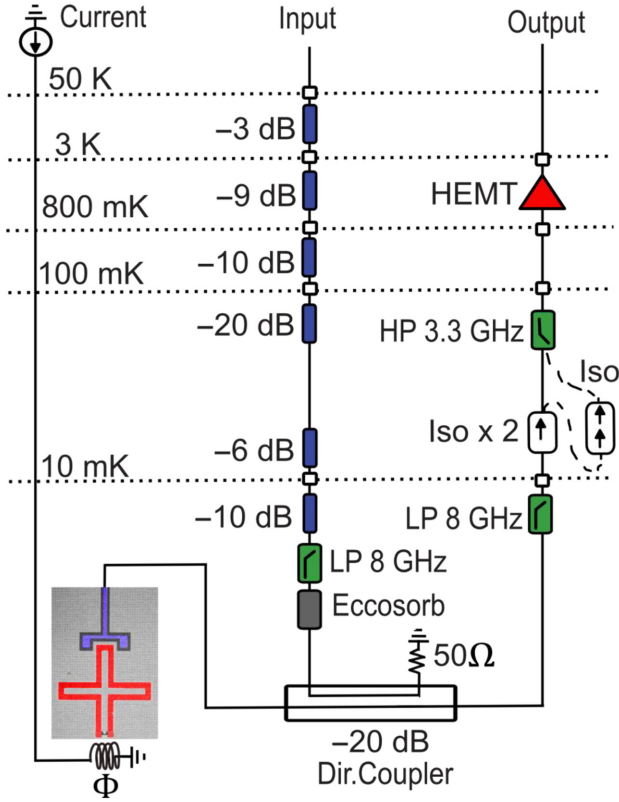 Current
Input
Output
50 K
–3 dB
3 K
–9 dB
HEMT
800 mK
–10 dB
100 mK
–20 dB
HP 3.3 GHz
Iso
Iso x 2
–6 dB
10 mK
–10 dB
LP 8 GHz
LP 8 GHz
Eccosorb
50Ω
–20 dB
Dir.Coupler
Φ